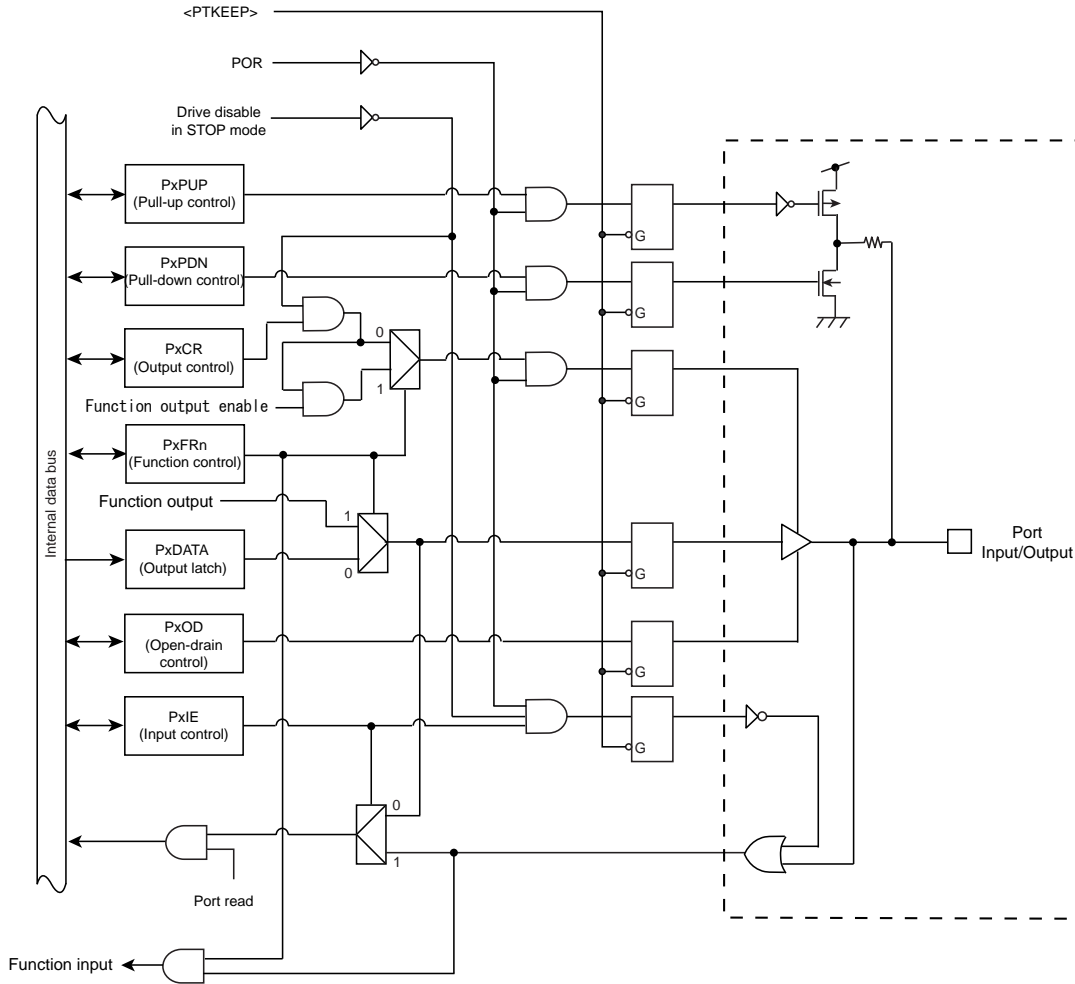 <PTKEEP>
POR
Drive disable
in STOP mode
PxPUP
(Pull-up control)
G
PxPDN
(Pull-down control)
G
PxCR
(Output control)
0
1
G
Function output enable
PxFRn
(Function control)
Internal data bus
Function output
1
0
PxDATA
(Output latch)
G
Port
Input/Output
PxOD
(Open-drain
control)
G
PxIE
(Input control)
G
0
1
Port read
Function input